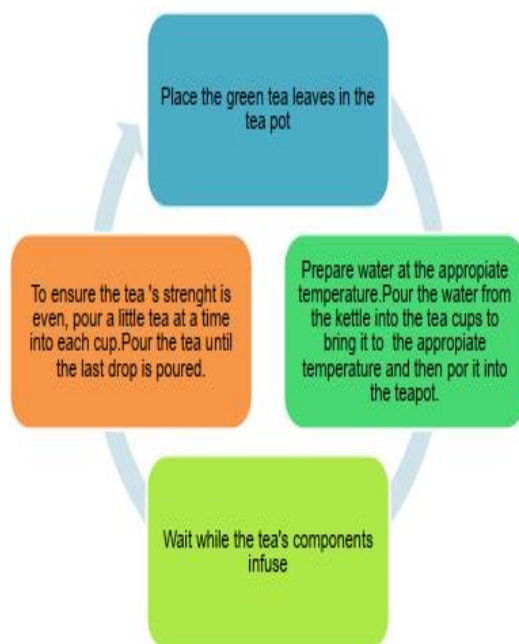 Place the green tea leaves in the
tea pot
Prepare water at the appropiate
temperature.Pour the water from
the kettle into the tea cups to
bring it to the appropiate
temperature and then por it into
the teapot.
Wait while the tea's components
infuse
To ensure the tea 's strenght is
even, pour a little tea at a time
into each cup.Pour the tea until
the last drop is poured.